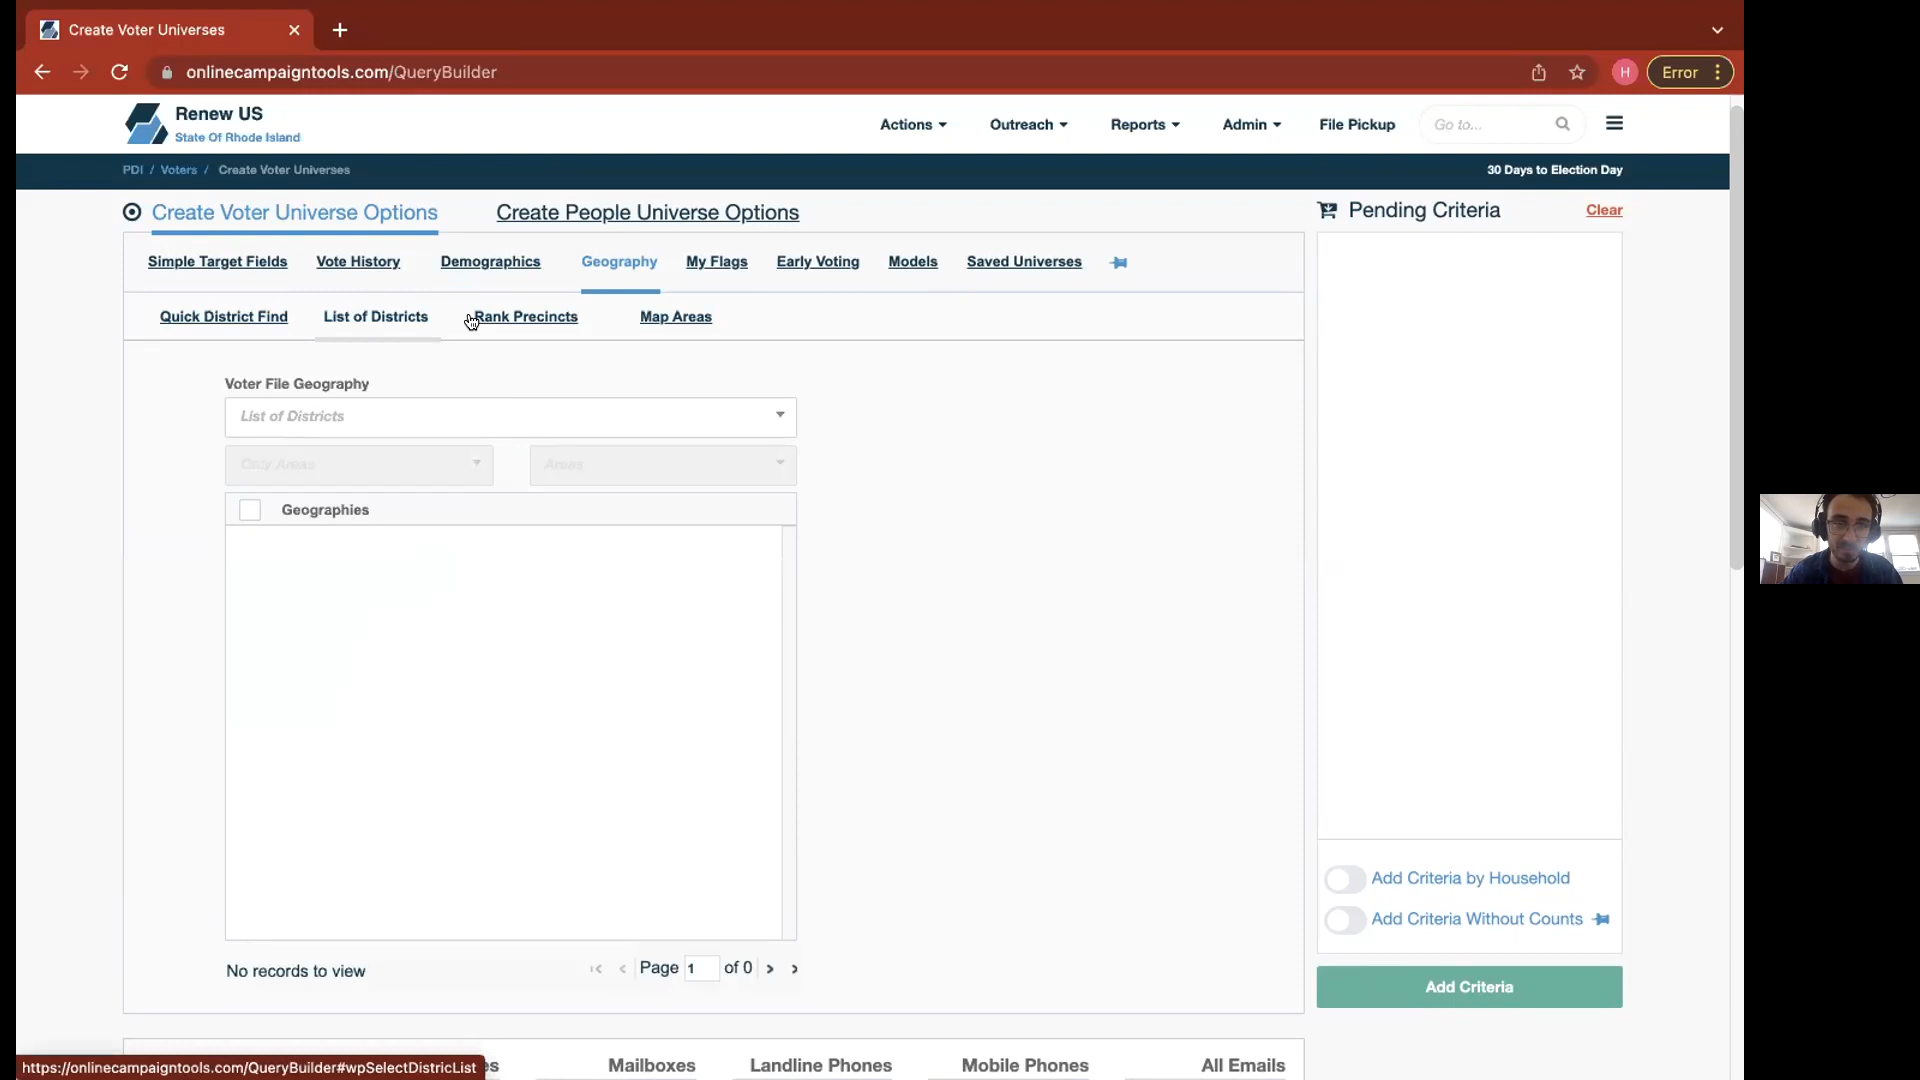 Create Voter Universes
onlinecampaigntools.com/QueryBuilder
H
Error
Renew US
State Of Rhode Island
Actions
Outreach
Reports
Admin
File Pickup
Go to...
PDI / Voters / Create Voter Universes
30 Days to Election Day
Create Voter Universe Options
Create People Universe Options
Pending Criteria
Clear
Simple Target Fields
Vote History
Demographics
Geography
My Flags
Early Voting
Models
Saved Universes
Quick District Find
List of Districts
Rank Precincts
Map Areas
Voter File Geography
List of Districts
Only Areas
Areas
Geographies
Add Criteria by Household
Add Criteria Without Counts
No records to view
Page 1 of 0
Add Criteria
Mailboxes
Landline Phones
Mobile Phones
All Emails
https://onlinecampaigntools.com/QueryBuilder#wpSelectDistricList